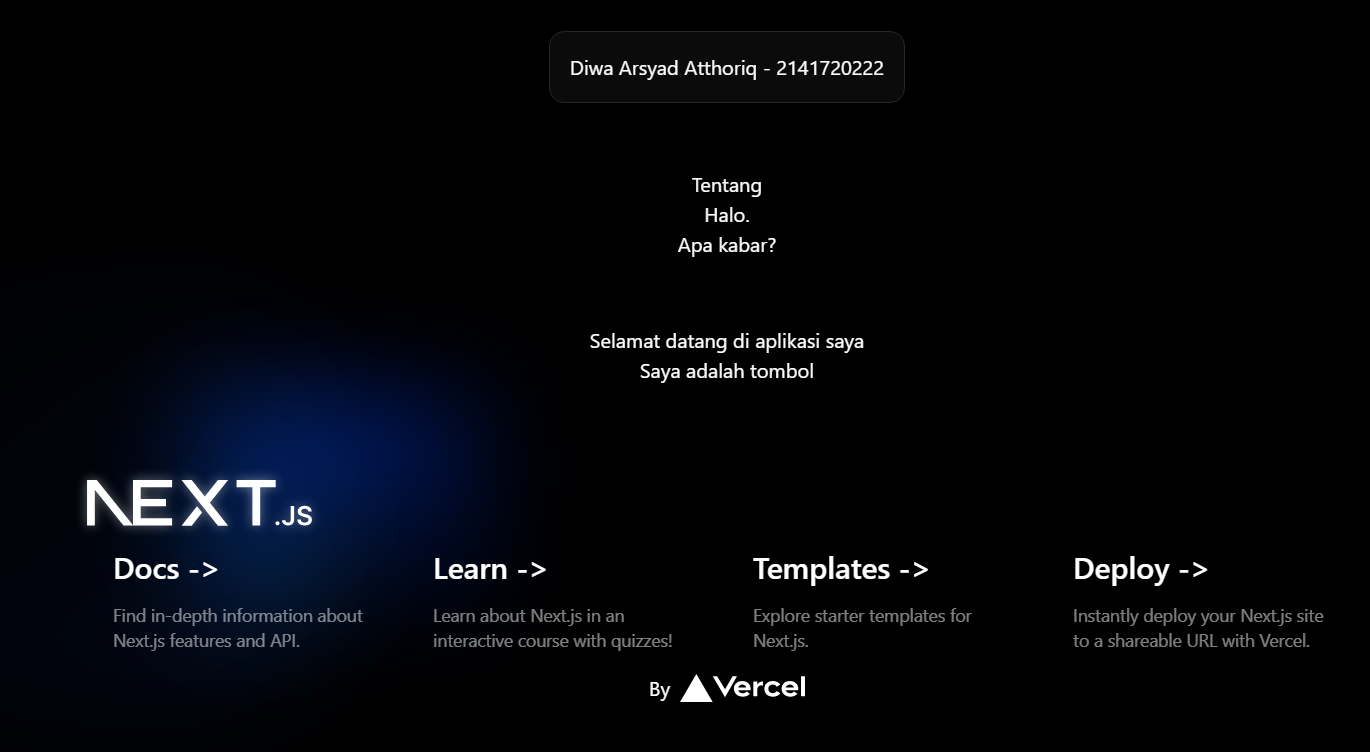 Diwa Arsyad Atthoriq - 2141720222
Tentang
Halo.
Apa kabar?
Selamat datang di aplikasi saya
Saya adalah tombol
NEXT.JS
Docs ->
Find in-depth information about
Next.js features and API.
Learn ->
Learn about Next.js in an
interactive course with quizzes!
Templates ->
Explore starter templates for
Next.js.
Deploy ->
Instantly deploy your Next.js site
to a shareable URL with Vercel.
By Vercel